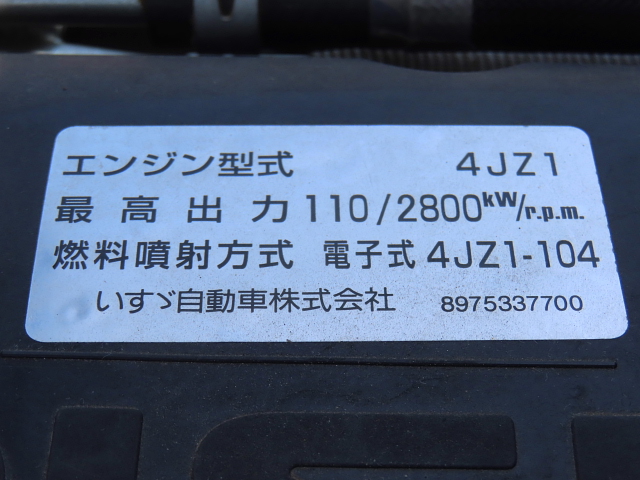 エンジン型式 4JZ1
最高出力 110/2800kW/r.p.m.
燃料噴射方式 電子式 4JZ1-104
いすゞ自動車株式会社 8975337700